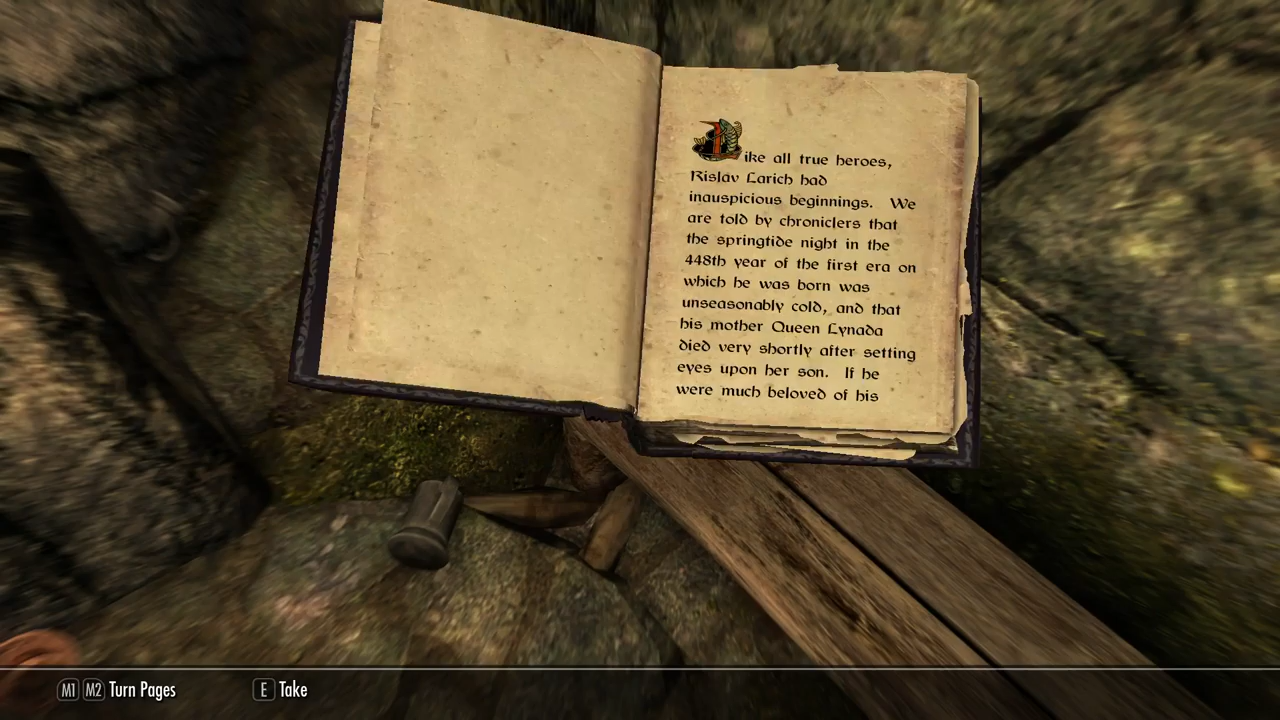 Like all true heroes,
Rislav Larich had
inauspicious beginnings. We
are told by chroniclers that
the springtide night in the
448th year of the first era on
which he was born was
unseasonably cold, and that
his mother Queen Lynada
died very shortly after setting
eyes upon her son. If he
were much beloved of his
M1 M2 Turn Pages
E Take